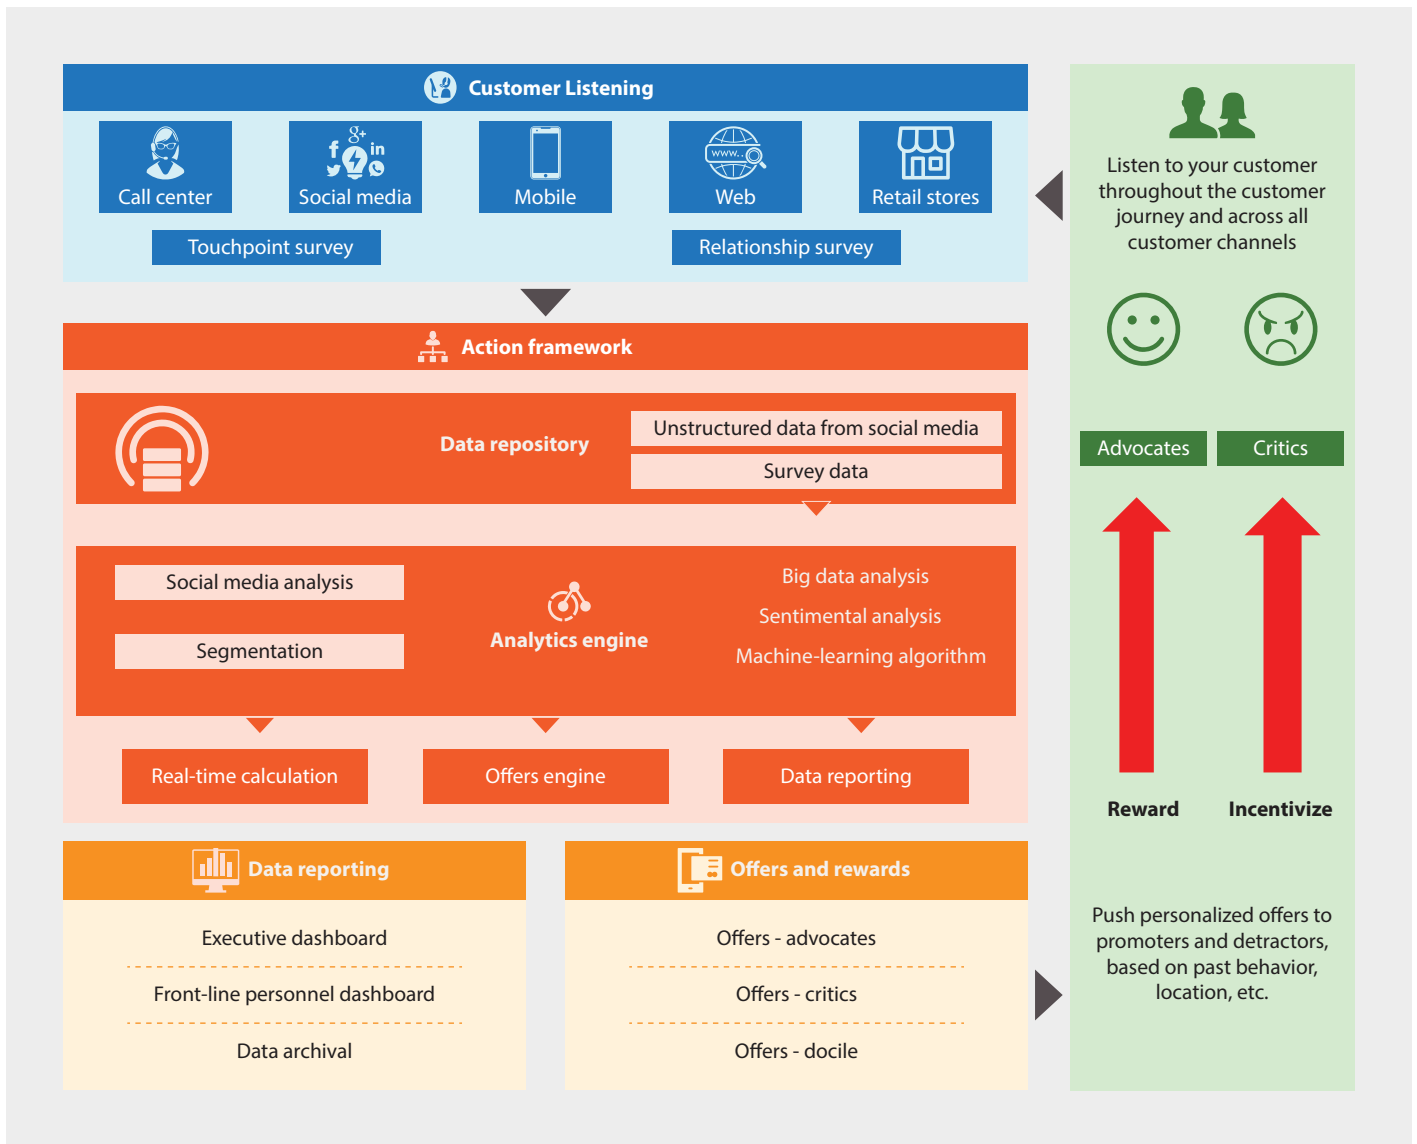 Customer Listening
Call center
g+
f
in
Social media
Mobile
www..
Web
Retail stores
Touchpoint survey
Relationship survey
Action framework
Data repository
Unstructured data from social media
Survey data
Social media analysis
Segmentation
Analytics engine
Big data analysis
Sentimental analysis
Machine-learning algorithm
Real-time calculation
Offers engine
Data reporting
Data reporting
Executive dashboard
Front-line personnel dashboard
Data archival
Offers and rewards
Offers - advocates
Offers - critics
Offers - docile
Listen to your customer
throughout the customer
journey and across all
customer channels
Advocates
Critics
Reward
Incentivize
Push personalized offers to
promoters and detractors,
based on past behavior,
location, etc.